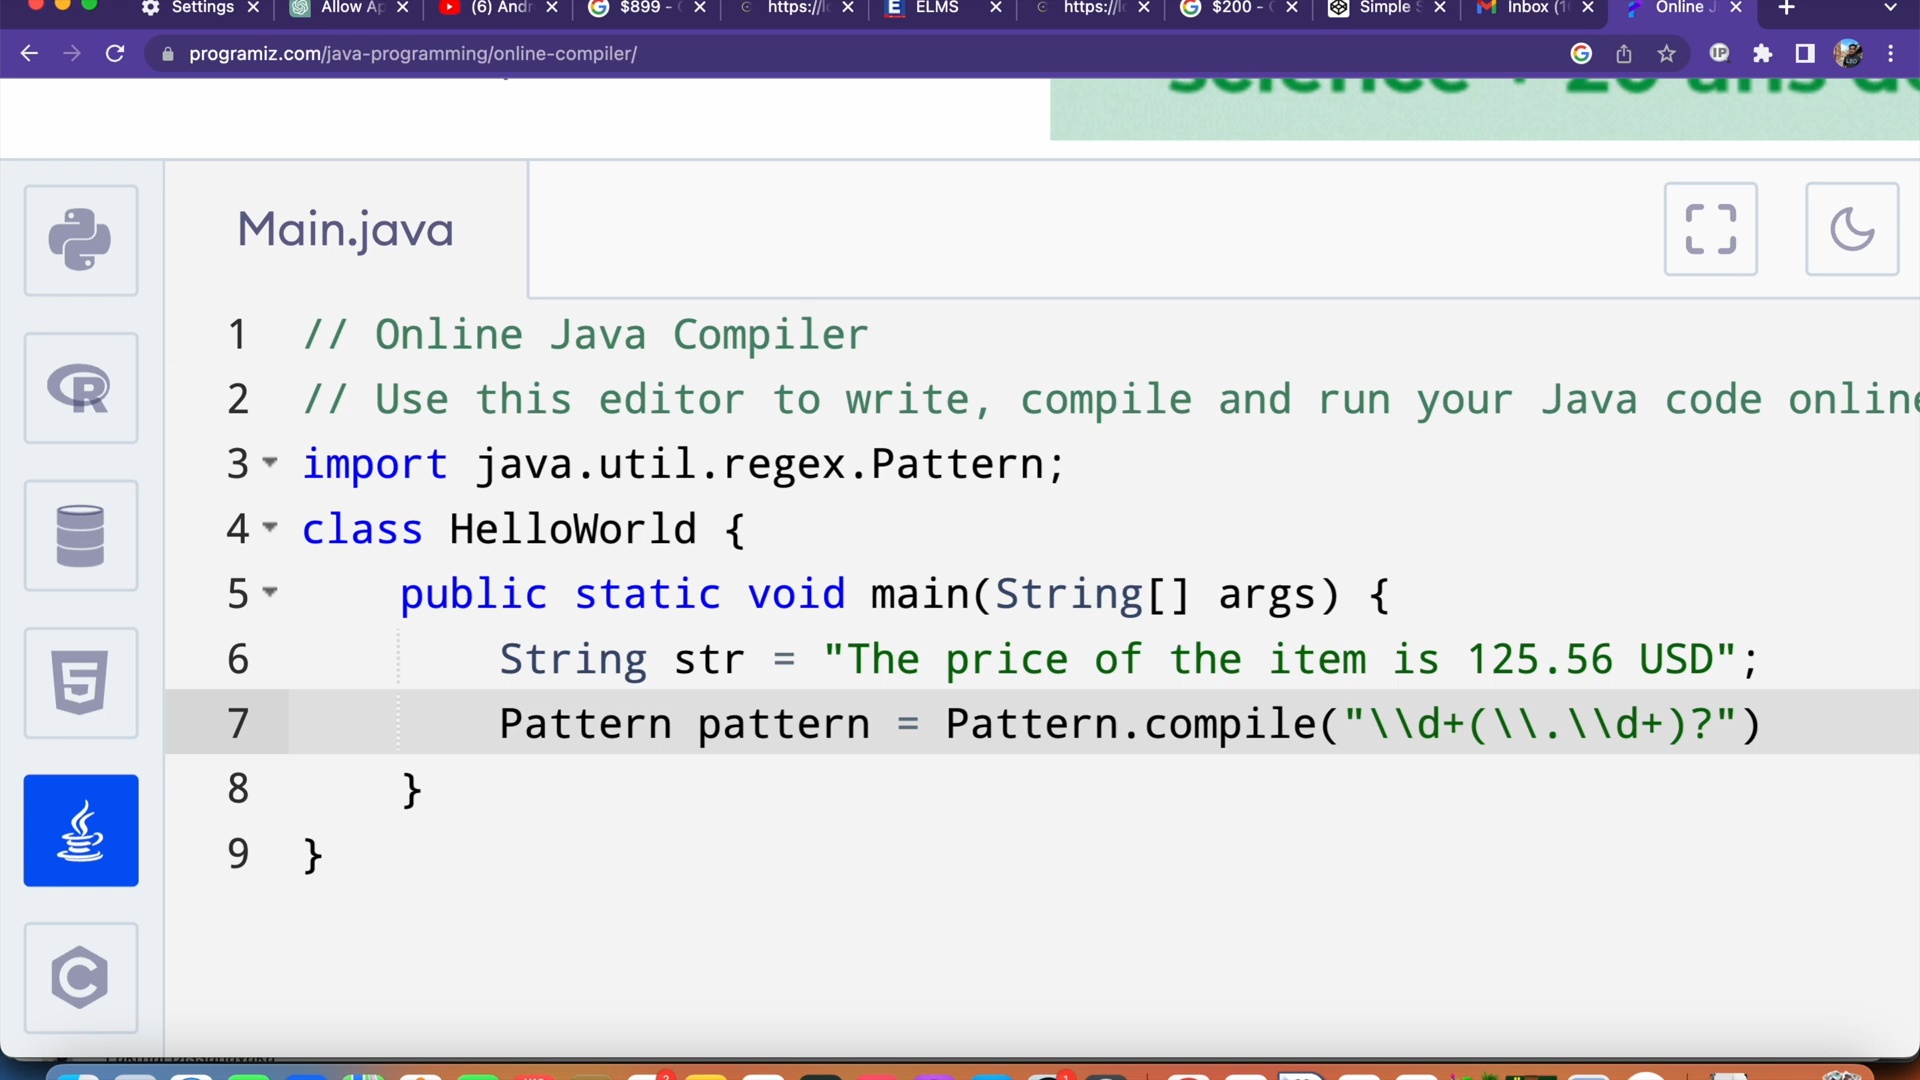 Settings
Allow A
(6) Andr
$899 -
https://l
ELMS
https://l
$200 -
Simple S
Inbox (1
Online J
programiz.com/java-programming/online-compiler/
IP
Main.java
1 // Online Java Compiler
2 // Use this editor to write, compile and run your Java code online
3 import java.util.regex.Pattern;
4 class HelloWorld {
5 public static void main(String[] args) {
6 String str = "The price of the item is 125.56 USD";
7 Pattern pattern = Pattern.compile("\\d+(\\.\\d+)?")
8 }
9 }